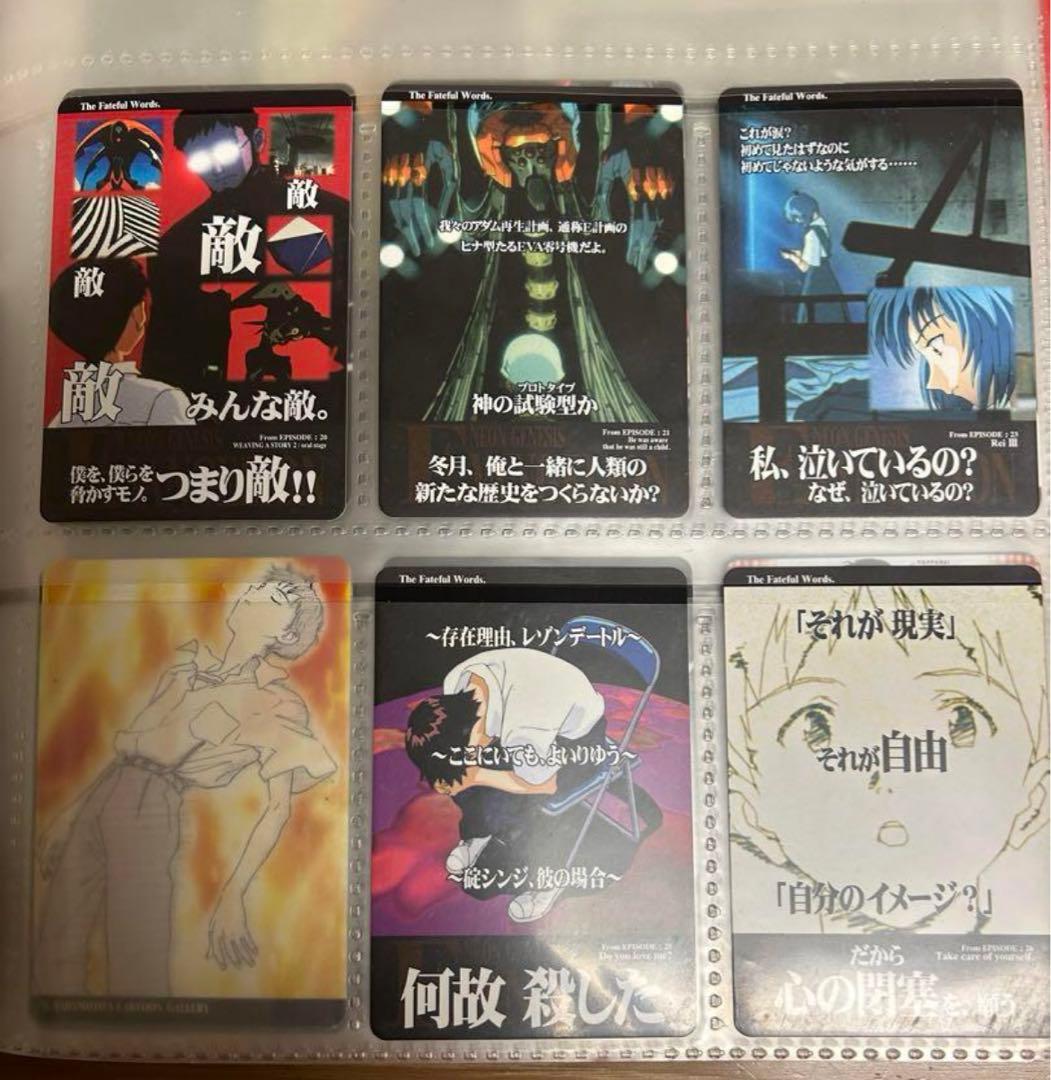 The Fateful Words.
敵
敵
敵
敵
みんな敵。
From EPISODE : 20
WEAVING A STORY 2 : oral stage
僕を、僕らを
脅かすモノ。つまり敵!!
The Fateful Words.
我々のアダム再生計画、通称E計画の
ヒナ型たるEVA零号機だよ。
プロトタイプ
神の試験型か
NEON GENESIS
From EPISODE : 21
He was aware
that he was still a child.
冬月、俺と一緒に人類の
新たな歴史をつくらないか?
The Fateful Words.
これが涙?
初めて見たはずなのに
初めてじゃないような気がする……
From EPISODE : 23
Rei III
私、泣いているの?
なぜ、泣いているの?
CARTOON GALLERY
The Fateful Words.
〜存在理由、レゾンデートル〜
〜ここにいても、よいりゆう〜
〜碇シンジ、彼の場合〜
From EPISODE : 25
Do you love me?
何故 殺した
The Fateful Words.
「それが 現実」
それが自由
「自分のイメージ?」
From EPISODE : 26
Take care of yourself.
だから
心の閉塞を、願う